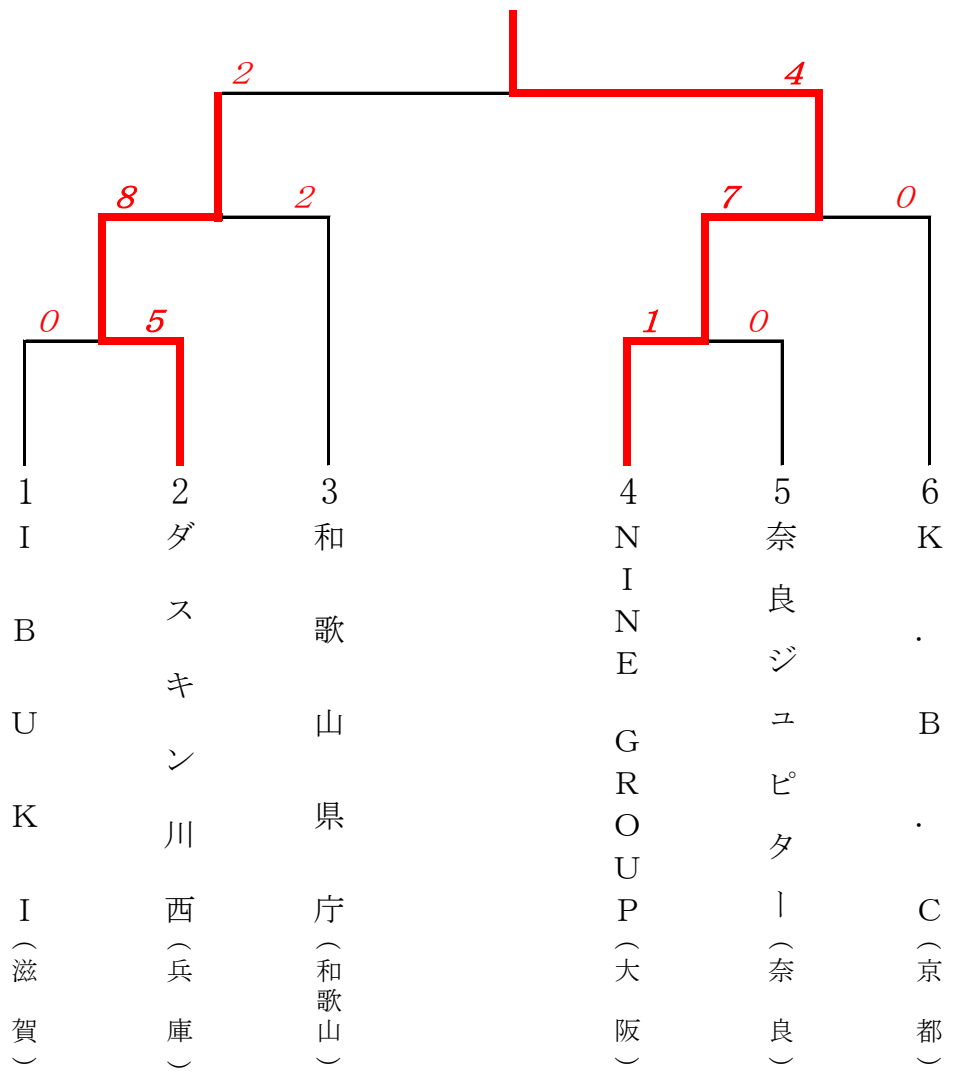 2 4
8 2 7 0
0 5 1 0
1 2 3 4 5 6
ＩＢＵＫＩ(滋賀)
ダスキン川西(兵庫)
和歌山県庁(和歌山)
ＮＩＮＥ ＧＲＯＵＰ(大阪)
奈良ジュピター(奈良)
Ｋ.Ｂ.Ｃ(京都)